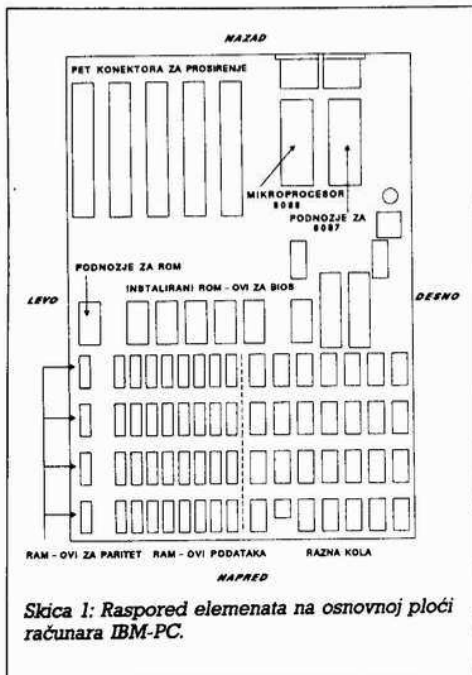 NAZAD
PET KONEKTORA ZA PROSIRENJE
MIKROPROCESOR
8088
PODNOZJE ZA
8087
PODNOZJE ZA ROM
INSTALIRANI ROM-OVI ZA BIOS
LEVO
DESNO
RAM-OVI ZA PARITET RAM-OVI PODATAKA RAZNA KOLA
NAPRED
Skica 1: Raspored elemenata na osnovnoj ploči
računara IBM-PC.